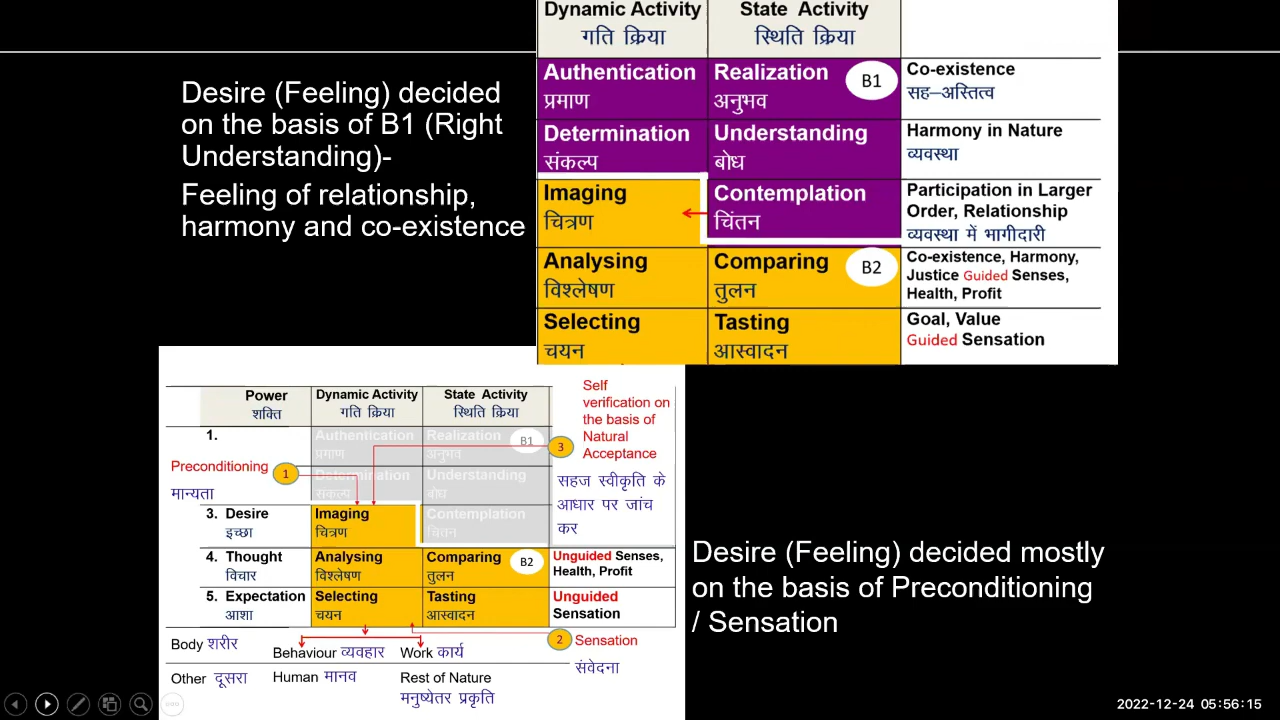 Desire (Feeling) decided
on the basis of B1 (Right
Understanding)-
Feeling of relationship,
harmony and co-existence
Dynamic Activity State Activity
गति क्रिया स्थिति क्रिया
Authentication Realization B1 Co-existence
प्रमाण अनुभव सह–अस्तित्व
Determination Understanding Harmony in Nature
संकल्प बोध व्यवस्था
Imaging Contemplation Participation in Larger
Order, Relationship
चित्रण चिंतन व्यवस्था में भागीदारी
Analysing Comparing B2 Co-existence, Harmony,
Justice Guided Senses,
विश्लेषण तुलन Health, Profit
Selecting Tasting Goal, Value
Guided Sensation
चयन आस्वादन
Power Dynamic Activity State Activity
शक्ति गति क्रिया स्थिति क्रिया
Self
verification on
the basis of
Natural
Acceptance
सहज स्वीकृति के
आधार पर जांच
कर
1. Authentication Realization B1 3
प्रमाण अनुभव
Preconditioning 1 Determination Understanding
मान्यता संकल्प बोध
3. Desire Imaging Contemplation
इच्छा चित्रण चिंतन
4. Thought Analysing Comparing B2 Unguided Senses,
विचार विश्लेषण तुलन Health, Profit
5. Expectation Selecting Tasting Unguided
आशा चयन आस्वादन Sensation
Body शरीर Behaviour व्यवहार Work कार्य 2 Sensation
संवेदना
Other दूसरा Human मानव Rest of Nature
मनुष्येतर प्रकृति
Desire (Feeling) decided mostly
on the basis of Preconditioning
/ Sensation
2022-12-24 05:56:15